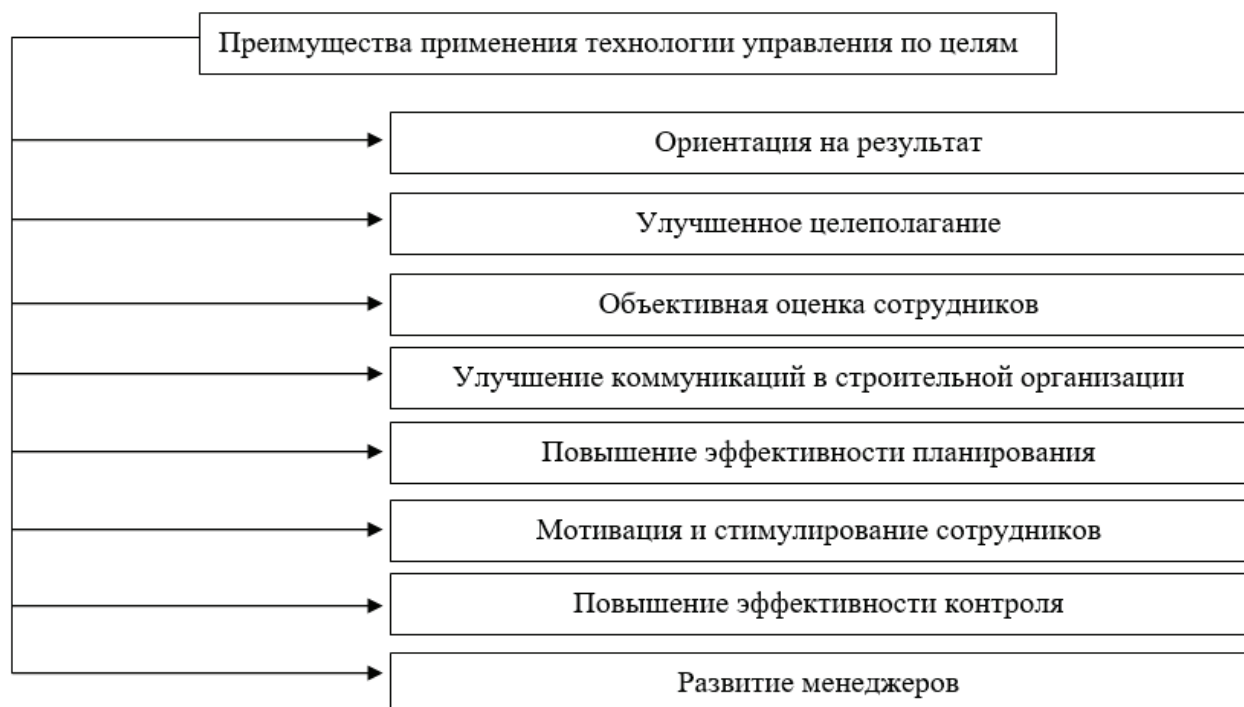 Преимущества применения технологии управления по целям
Ориентация на результат
Улучшенное целеполагание
Объективная оценка сотрудников
Улучшение коммуникаций в строительной организации
Повышение эффективности планирования
Мотивация и стимулирование сотрудников
Повышение эффективности контроля
Развитие менеджеров